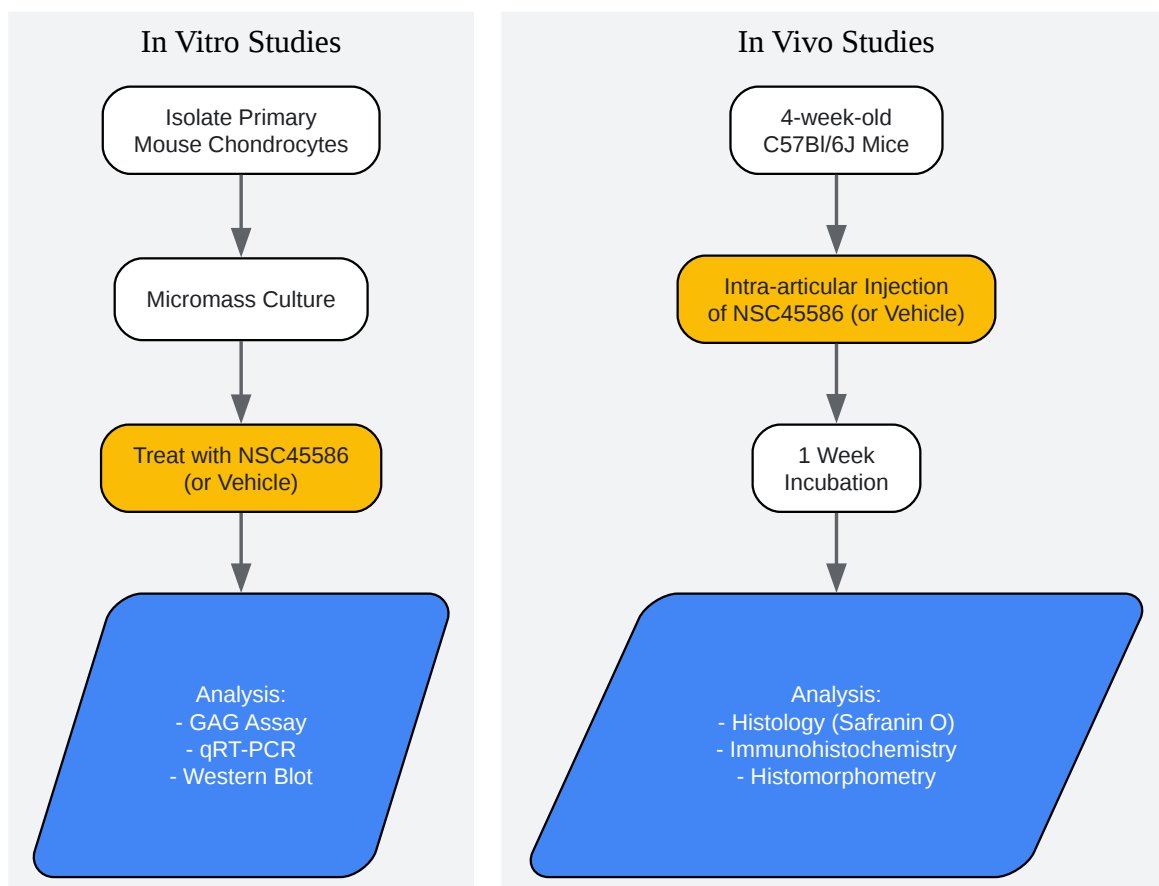 In Vitro Studies
Isolate Primary
Mouse Chondrocytes
Micromass Culture
Treat with NSC45586
(or Vehicle)
Analysis:
- GAG Assay
- qRT-PCR
- Western Blot
In Vivo Studies
4-week-old
C57Bl/6J Mice
Intra-articular Injection
of NSC45586 (or Vehicle)
1 Week
Incubation
Analysis:
- Histology (Safranin O)
- Immunohistochemistry
- Histomorphometry